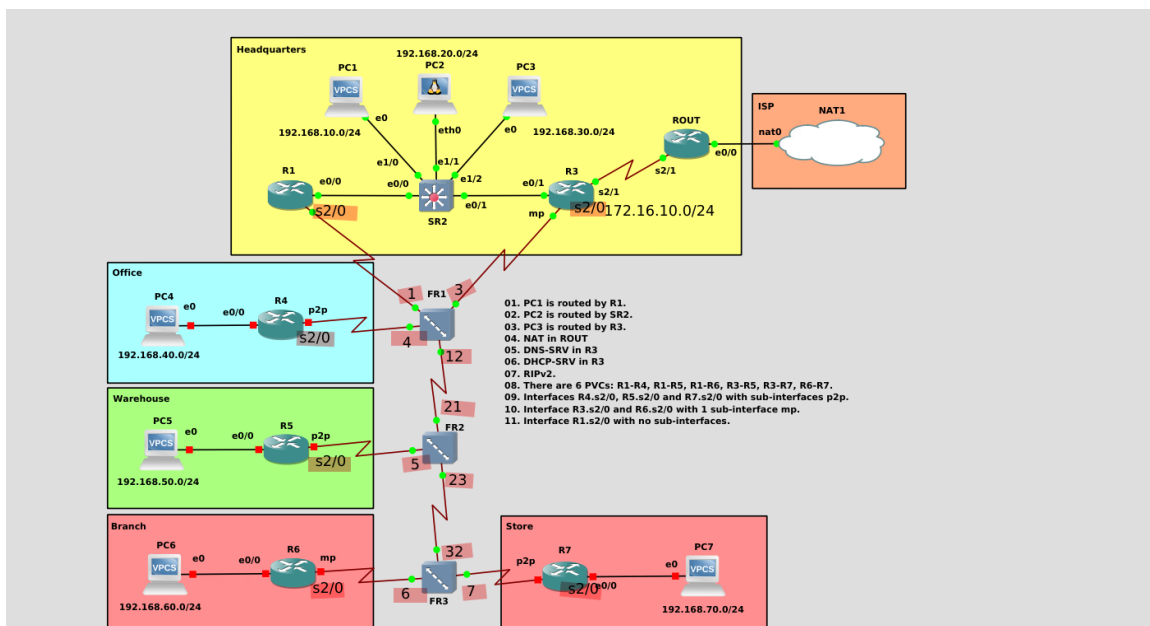 Headquarters
192.168.20.0/24
PC1
PC2
PC3
VPCS
VPCS
e0
eth0
e0
192.168.10.0/24
192.168.30.0/24
e1/0
e1/1
e1/2
R1
e0/0
e0/0
SR2
e0/1
e0/1
R3
mp
s2/0
s2/0
172.16.10.0/24
s2/1
s2/1
ROUT
e0/0
ISP
NAT1
nat0
Office
PC4
VPCS
e0
e0/0
R4
p2p
s2/0
192.168.40.0/24
1
3
FR1
4
12
01. PC1 is routed by R1.
02. PC2 is routed by SR2.
03. PC3 is routed by R3.
04. NAT in ROUT
05. DNS-SRV in R3
06. DHCP-SRV in R3
07. RIPv2.
08. There are 6 PVCs: R1-R4, R1-R5, R1-R6, R3-R5, R3-R7, R6-R7.
09. Interfaces R4.s2/0, R5.s2/0 and R7.s2/0 with sub-interfaces p2p.
10. Interface R3.s2/0 and R6.s2/0 with 1 sub-interface mp.
11. Interface R1.s2/0 with no sub-interfaces.
Warehouse
PC5
VPCS
e0
e0/0
R5
p2p
s2/0
192.168.50.0/24
21
FR2
5
23
Branch
PC6
VPCS
e0
e0/0
R6
mp
s2/0
192.168.60.0/24
32
6
FR3
7
Store
p2p
R7
s2/0
e0/0
e0
PC7
VPCS
192.168.70.0/24